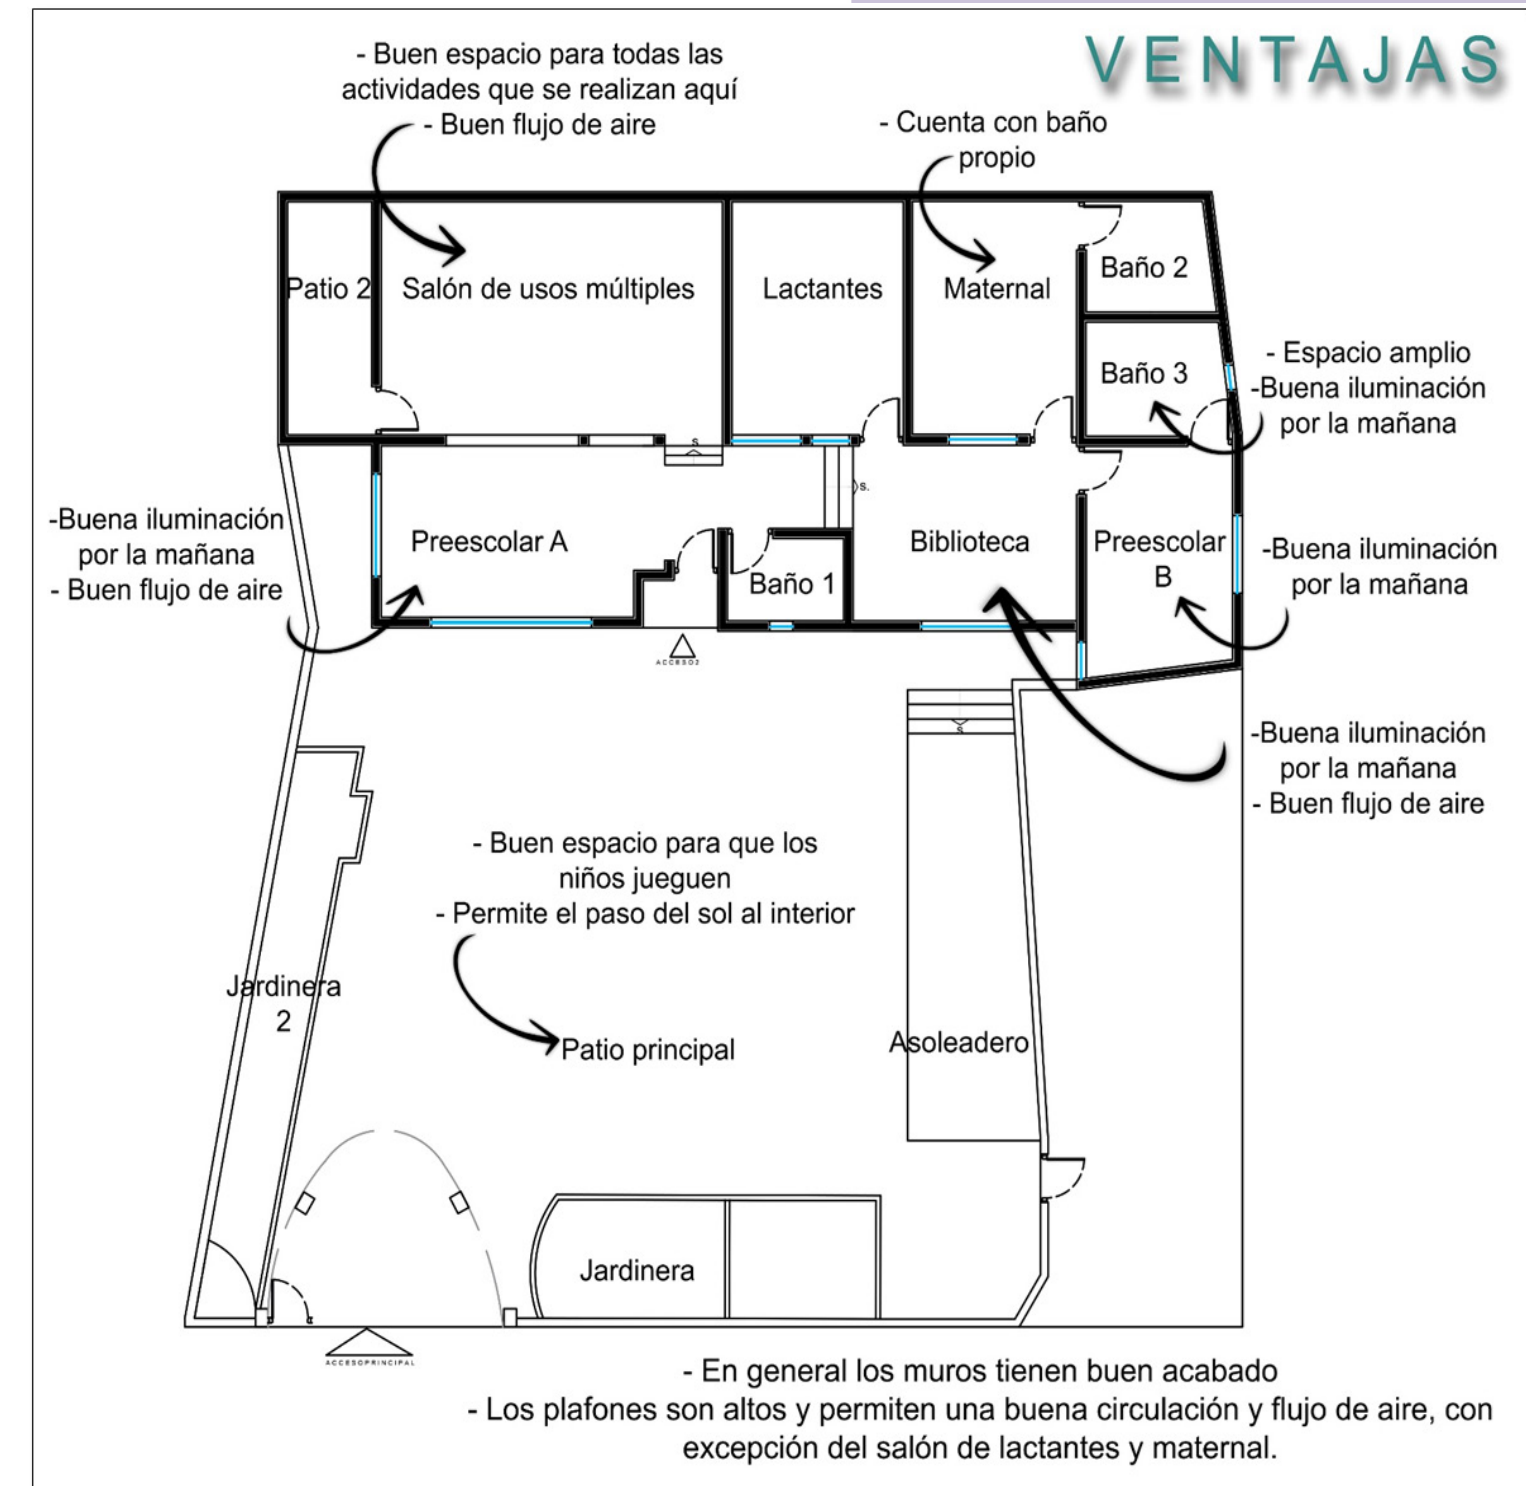 VENTAJAS
- Buen espacio para todas las
actividades que se realizan aquí
- Buen flujo de aire
- Cuenta con baño
propio
Patio 2
Salón de usos múltiples
Lactantes
Maternal
Baño 2
Baño 3
- Espacio amplio
-Buena iluminación
por la mañana
s
s.
-Buena iluminación
por la mañana
- Buen flujo de aire
Preescolar A
Baño 1
Biblioteca
Preescolar
B
-Buena iluminación
por la mañana
ACCESO2
s
-Buena iluminación
por la mañana
- Buen flujo de aire
- Buen espacio para que los
niños jueguen
- Permite el paso del sol al interior
Jardinera
2
Patio principal
Asoleadero
Jardinera
ACCESOPRINCIPAL
- En general los muros tienen buen acabado
- Los plafones son altos y permiten una buena circulación y flujo de aire, con
excepción del salón de lactantes y maternal.